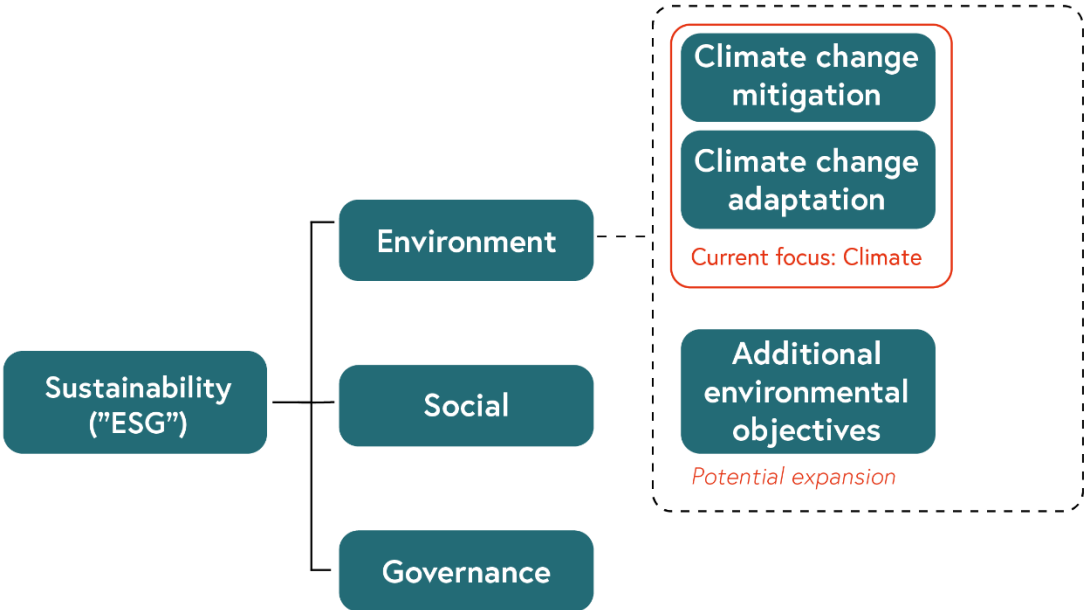 Climate change
mitigation
Climate change
adaptation
Current focus: Climate
Environment
Additional
environmental
objectives
Potential expansion
Sustainability
(”ESG”)
Social
Governance